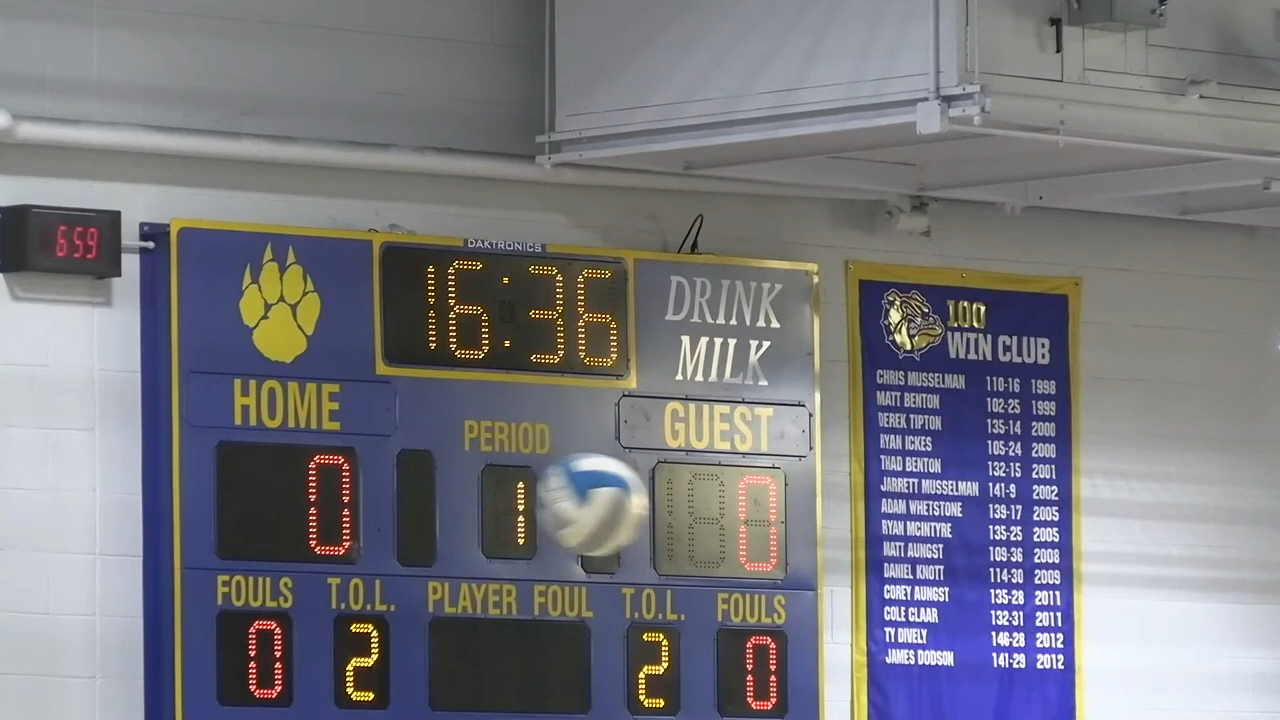 659
DAKTRONICS
16:36
DRINK
MILK
HOME
PERIOD
GUEST
0
1
0
FOULS
T.O.L.
PLAYER FOUL
T.O.L.
FOULS
0
2
2
0
100
WIN CLUB
CHRIS MUSSELMAN 110-16 1998
MATT BENTON 102-25 1999
DEREK TIPTON 135-14 2000
RYAN ICKES 105-24 2000
THAD BENTON 132-15 2001
JARRETT MUSSELMAN 141-9 2002
ADAM WHETSTONE 139-17 2005
RYAN MCINTYRE 135-25 2005
MATT AUNGST 109-36 2008
DANIEL KNOTT 114-30 2009
COREY AUNGST 135-28 2011
COLE CLAAR 132-31 2011
TY DIVELY 146-28 2012
JAMES DODSON 141-29 2012